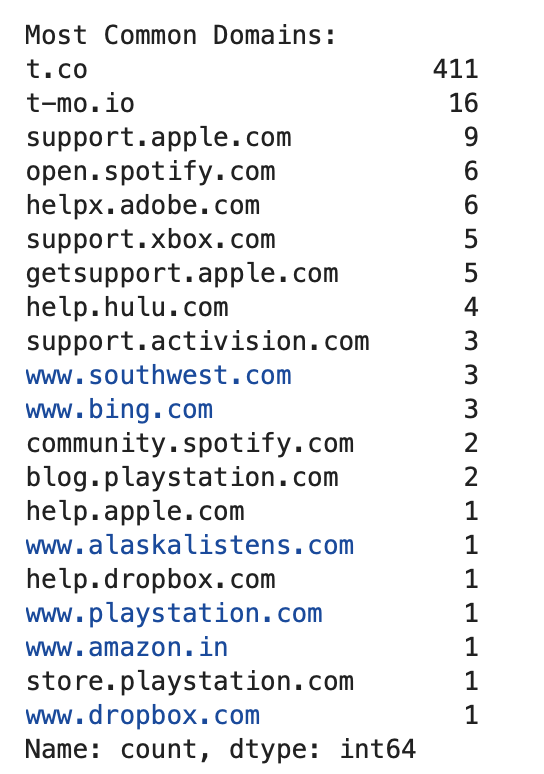 Most Common Domains:
t.co 411
t-mo.io 16
support.apple.com 9
open.spotify.com 6
helpx.adobe.com 6
support.xbox.com 5
getsupport.apple.com 5
help.hulu.com 4
support.activision.com 3
www.southwest.com 3
www.bing.com 3
community.spotify.com 2
blog.playstation.com 2
help.apple.com 1
www.alaskalistens.com 1
help.dropbox.com 1
www.playstation.com 1
www.amazon.in 1
store.playstation.com 1
www.dropbox.com 1
Name: count, dtype: int64